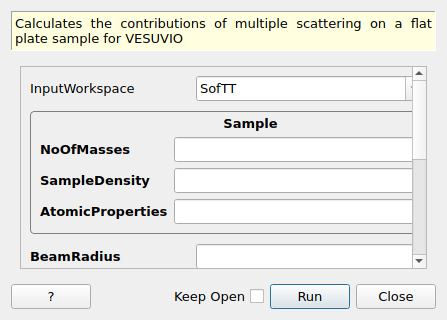 Calculates the contributions of multiple scattering on a flat
plate sample for VESUVIO
InputWorkspace SofTT
Sample
NoOfMasses
SampleDensity
AtomicProperties
BeamRadius
? Keep Open Run Close